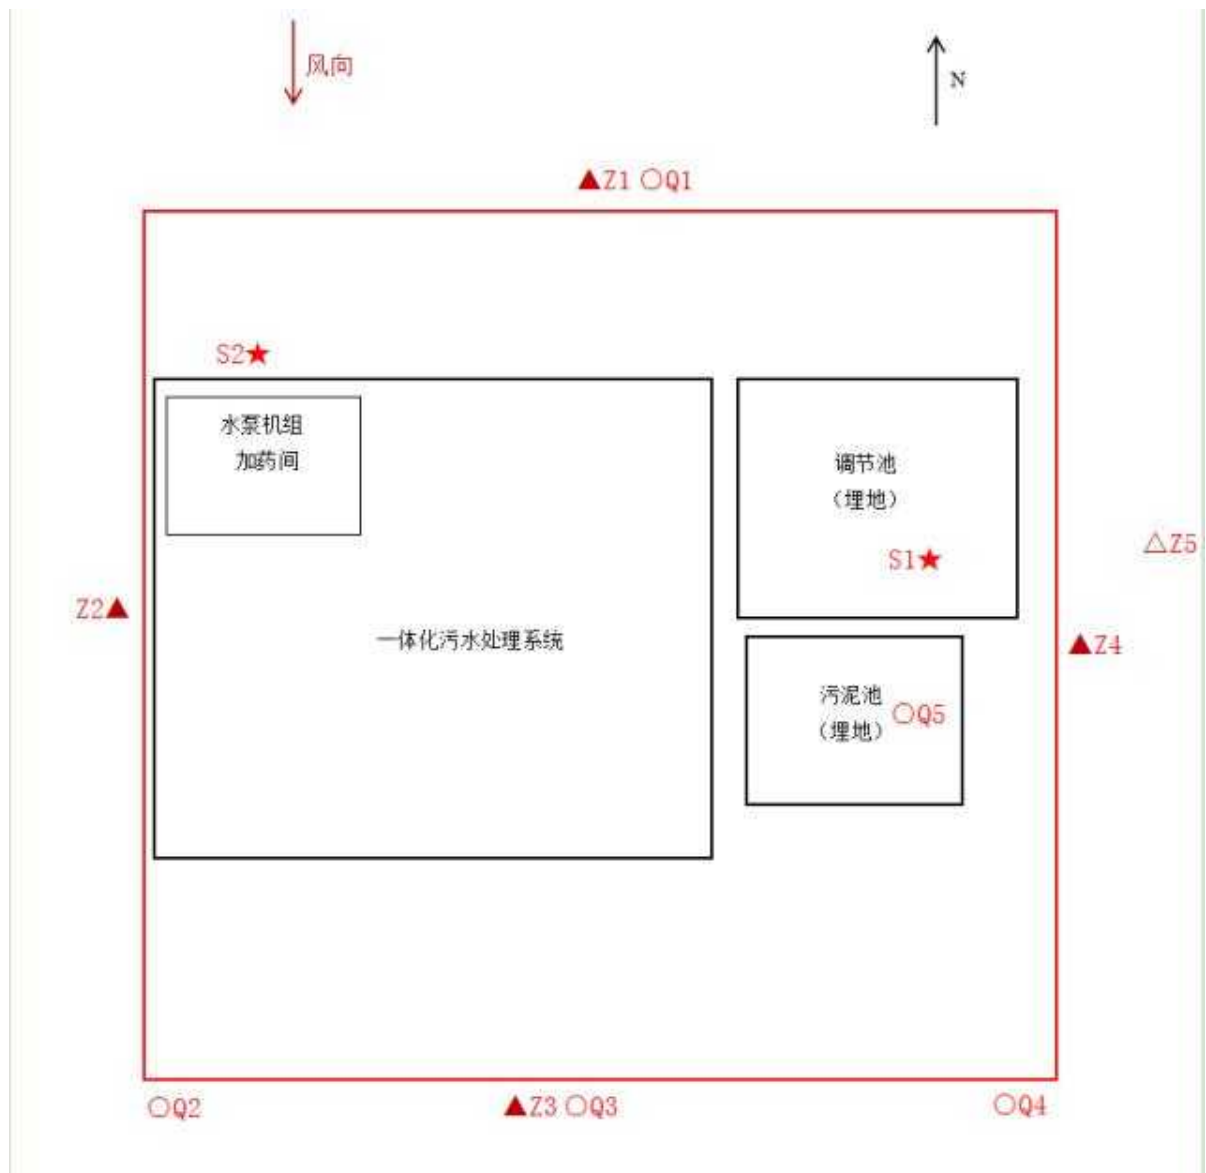 风向
N
▲Z1 ○Q1
S2★
水泵机组
加药间
调节池
（埋地）
S1★
△Z5
Z2▲
一体化污水处理系统
▲Z4
污泥池
（埋地）
○Q5
○Q2
▲Z3 ○Q3
○Q4